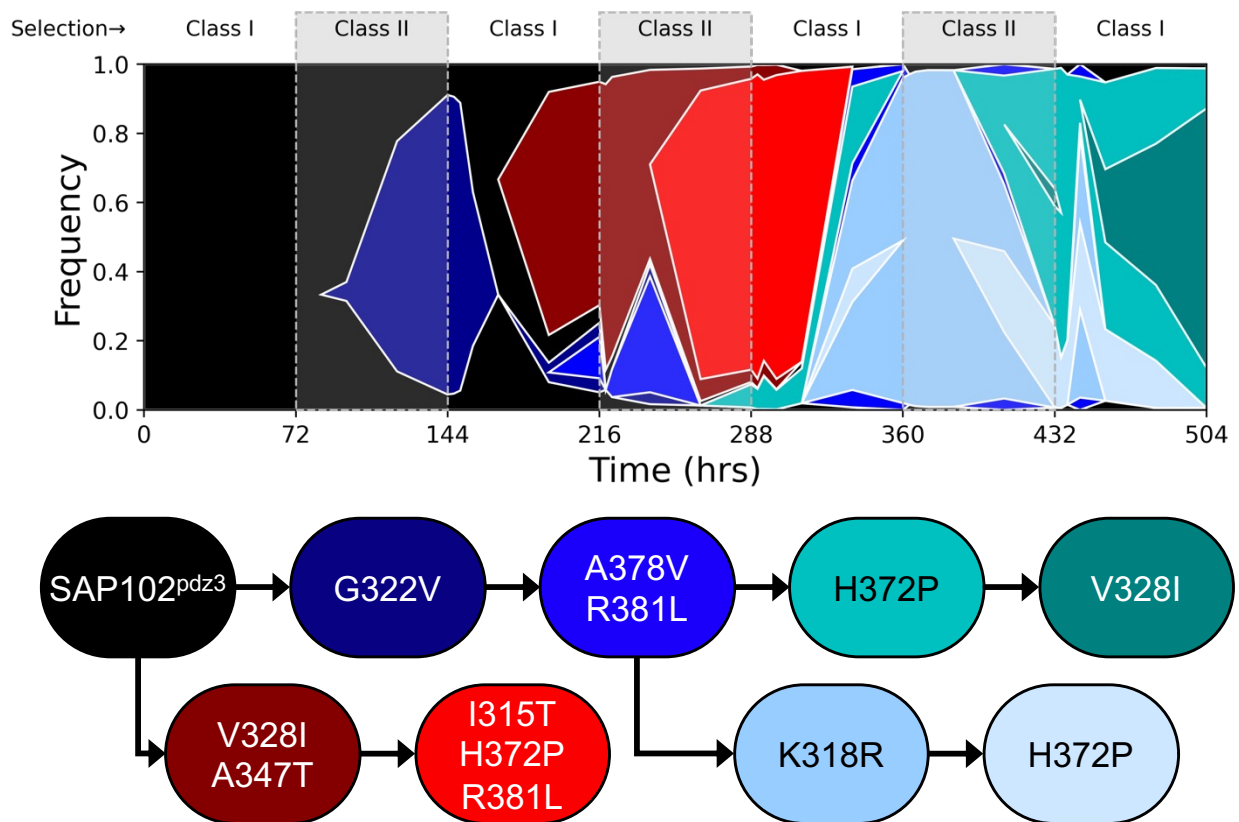 Selection→ Class I Class II Class I Class II Class I Class II Class I
1.0
0.8
0.6
0.4
0.2
0.0
Frequency
0 72 144 216 288 360 432 504
Time (hrs)
SAP102pdz3
G322V
A378V
R381L
H372P
V328I
V328I
A347T
I315T
H372P
R381L
K318R
H372P